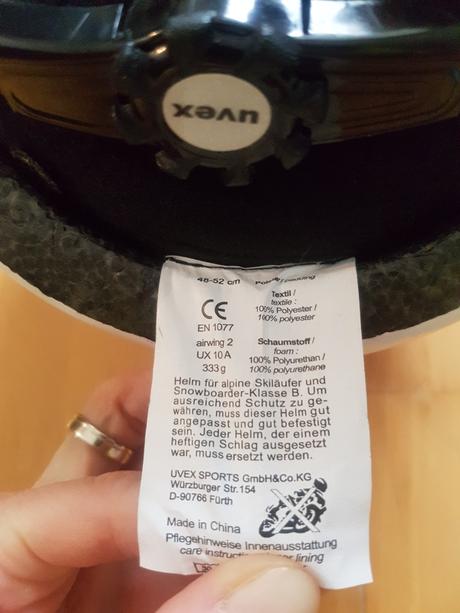 uvex
48-52 cm
CE
EN 1077
airwing 2
UX 10 A
333 g
Textil /
textile :
100% Polyester /
100% polyester
Schaumstoff /
foam :
100% Polyurethan /
100% polyurethane
Helm für alpine Skiläufer und
Snowboarder-Klasse B. Um
ausreichend Schutz zu ge-
währen, muss dieser Helm gut
angepasst und gut befestigt
sein. Jeder Helm, der einem
heftigen Schlag ausgesetzt
war, muss ersetzt werden.
UVEX SPORTS GmbH&Co.KG
Würzburger Str.154
D-90766 Fürth
Made in China
Pflegehinweise Innenausstattung
care lining